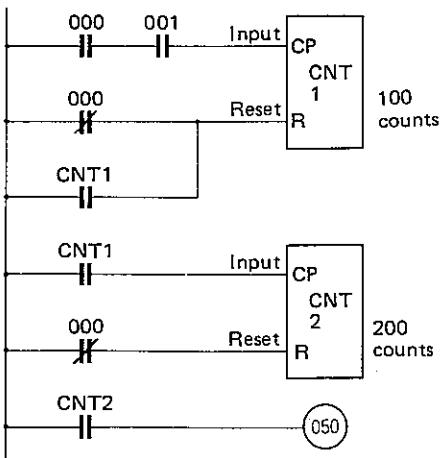 000 001
Input CP
CNT
1
100
counts
000
Reset R
CNT1
CNT1
Input CP
CNT
2
200
counts
000
Reset R
CNT2
050